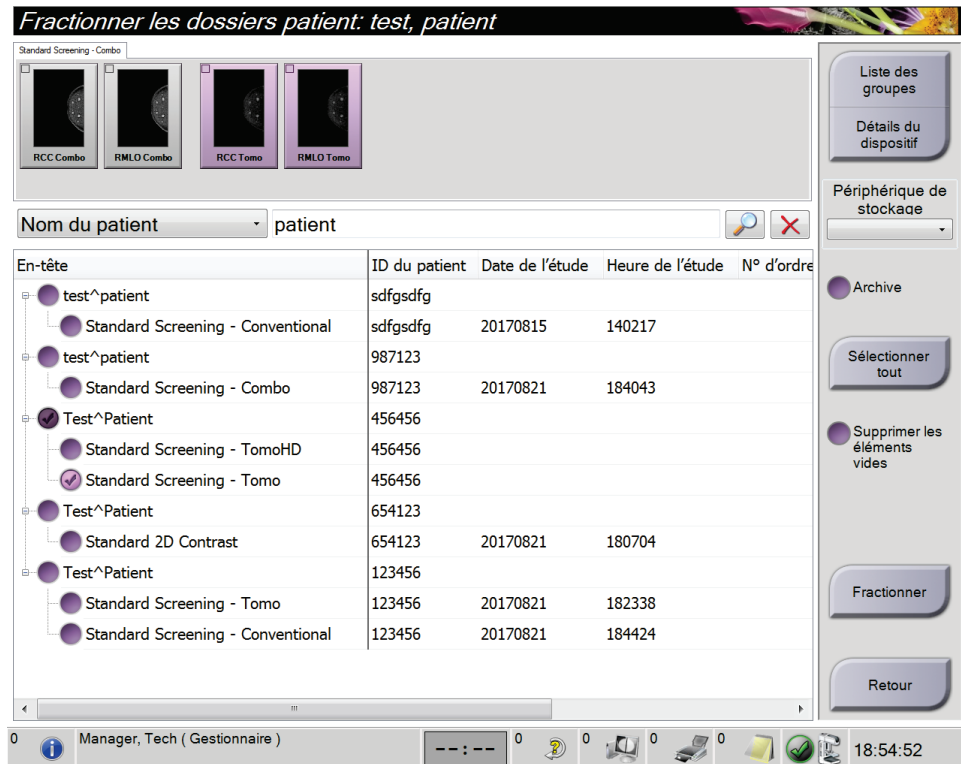 Fractionner les dossiers patient: test, patient
Standard Screening - Combo
RCC Combo RMLO Combo RCC Tomo RMLO Tomo
Nom du patient patient
En-tête ID du patient Date de l'étude Heure de l'étude N° d'ordre
test^patient sdfgsdfg
Standard Screening - Conventional sdfgsdfg 20170815 140217
test^patient 987123
Standard Screening - Combo 987123 20170821 184043
Test^Patient 456456
Standard Screening - TomoHD 456456
Standard Screening - Tomo 456456
Test^Patient 654123
Standard 2D Contrast 654123 20170821 180704
Test^Patient 123456
Standard Screening - Tomo 123456 20170821 182338
Standard Screening - Conventional 123456 20170821 184424
Liste des
groupes
Détails du
dispositif
Périphérique de
stockage
Archive
Sélectionner
tout
Supprimer les
éléments
vides
Fractionner
Retour
0 Manager, Tech ( Gestionnaire ) --:-- 0 0 0 0 18:54:52